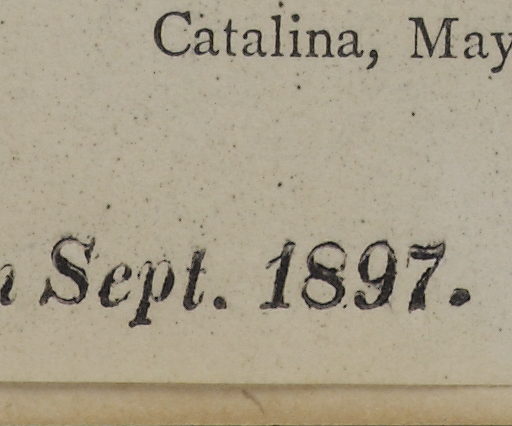 Catalina, May
Sept. 1897.